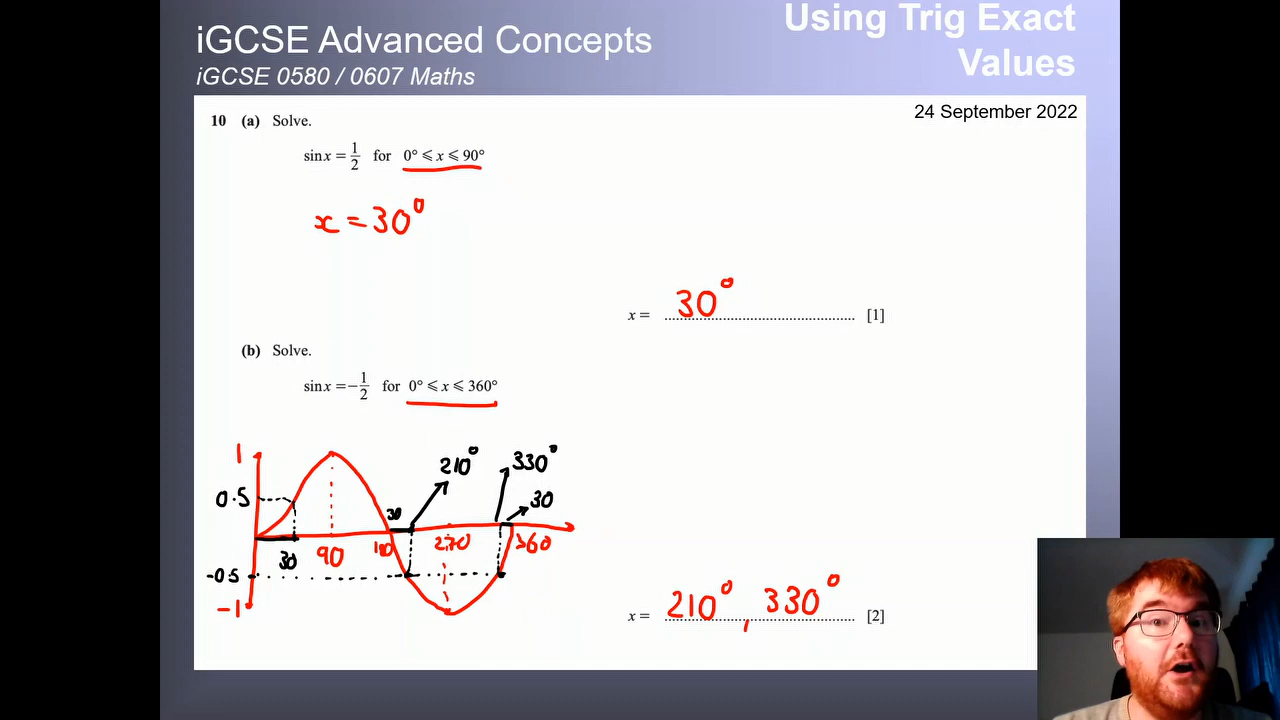 iGCSE Advanced Concepts
iGCSE 0580 / 0607 Maths
Using Trig Exact
Values
24 September 2022
10 (a) Solve.
sin x = 1/2 for 0° ⩽ x ⩽ 90°
x = 30°
x = 30° [1]
(b) Solve.
sin x = −1/2 for 0° ⩽ x ⩽ 360°
1
210°
330°
0.5
30
30
30
90
180
270
360
-0.5
-1
x = 210° , 330° [2]